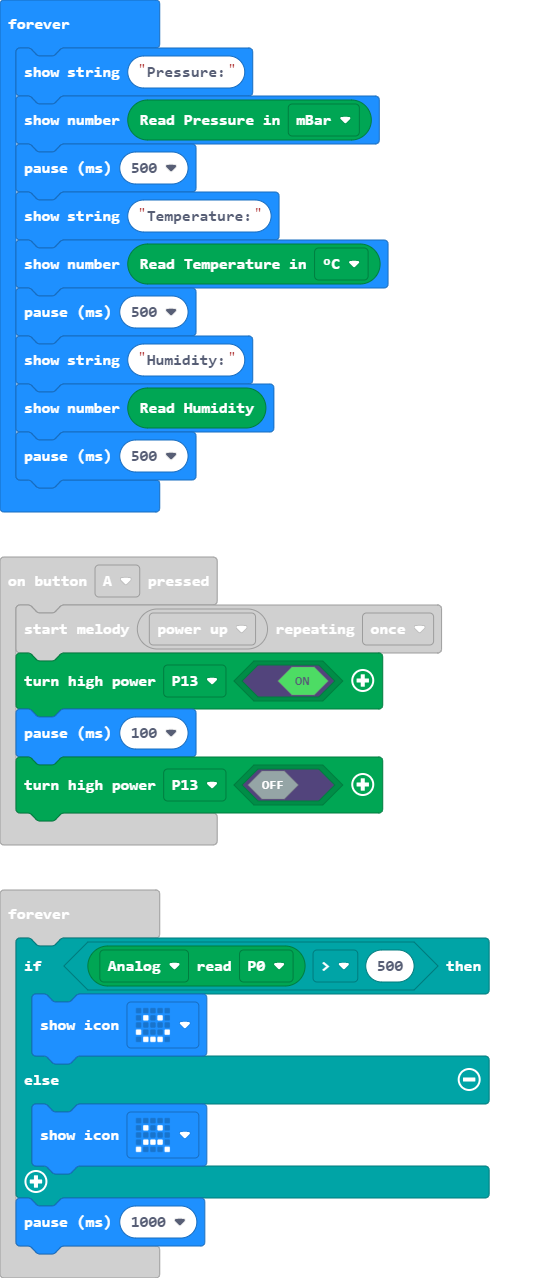 forever
show string "Pressure:"
show number Read Pressure in mBar
pause (ms) 500
show string "Temperature:"
show number Read Temperature in ºC
pause (ms) 500
show string "Humidity:"
show number Read Humidity
pause (ms) 500
on button A pressed
start melody power up repeating once
turn high power P13 ON
pause (ms) 100
turn high power P13 OFF
forever
if Analog read P0 > 500 then
show icon
else
show icon
pause (ms) 1000